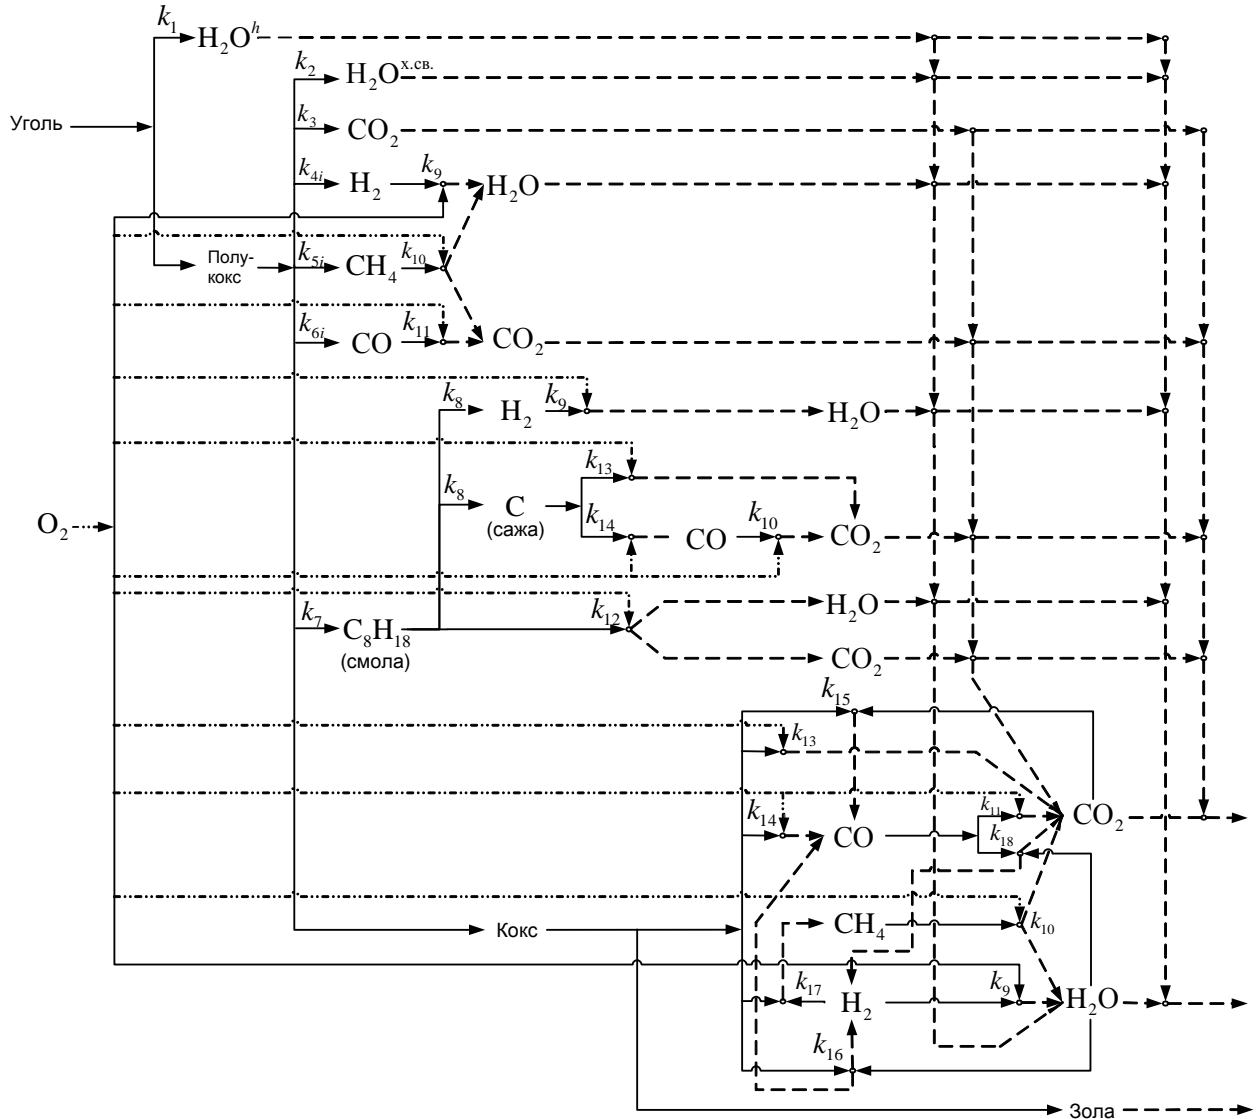 k₁ H₂Oʰ
k₂ H₂Oˣ·ᶜᵛ·
Уголь
k₃ CO₂
k₄ᵢ H₂ k₉ H₂O
Полу-
кокс
k₅ᵢ CH₄ k₁₀
k₆ᵢ CO k₁₁ CO₂
k₈ H₂ k₉ H₂O
k₁₃
k₈ C
(сажа)
k₁₄ CO k₁₀ CO₂
O₂
H₂O
k₇ C₈H₁₈ k₁₂
(смола)
CO₂
k₁₅
k₁₃
k₁₄ CO k₁₁ CO₂
k₁₈
Кокс
CH₄ k₁₀
k₁₇ H₂ k₉ H₂O
k₁₆
Зола